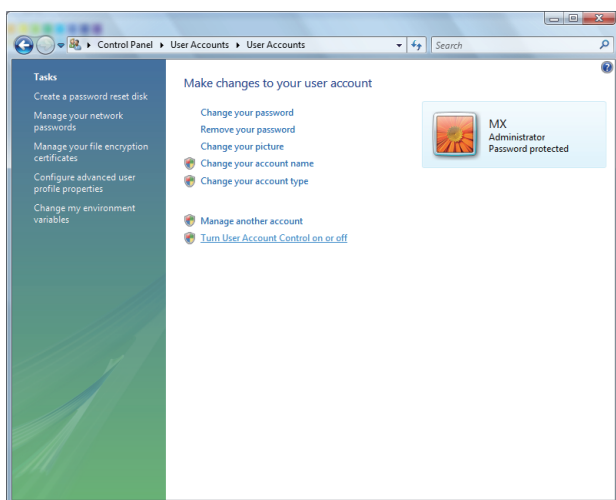 Control Panel ▸ User Accounts ▸ User Accounts
Search
Tasks
Create a password reset disk
Manage your network
passwords
Manage your file encryption
certificates
Configure advanced user
profile properties
Change my environment
variables
Make changes to your user account
Change your password
Remove your password
Change your picture
Change your account name
Change your account type
Manage another account
Turn User Account Control on or off
MX
Administrator
Password protected